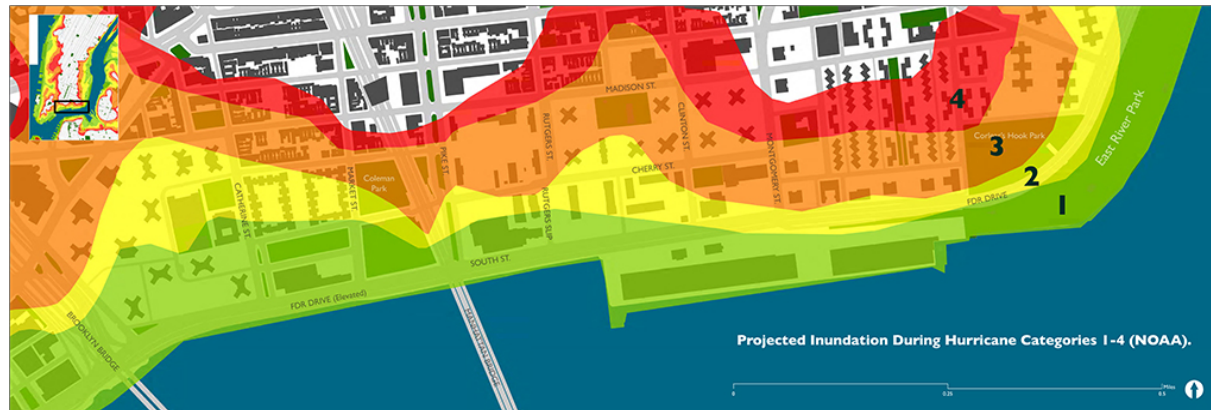 MADISON ST.
CLINTON ST.
RUTGERS ST.
PIKE ST.
MARKET ST.
CATHERINE ST.
Coleman
Park
CHERRY ST.
MONTGOMERY ST.
4
Corlear's Hook Park
3
2
1
East River Park
FDR DRIVE
RUTGERS SLIP
SOUTH ST.
FDR DRIVE (Elevated)
BROOKLYN BRIDGE
MANHATTAN BRIDGE
Projected Inundation During Hurricane Categories 1-4 (NOAA).
Miles
0
0.25
0.5